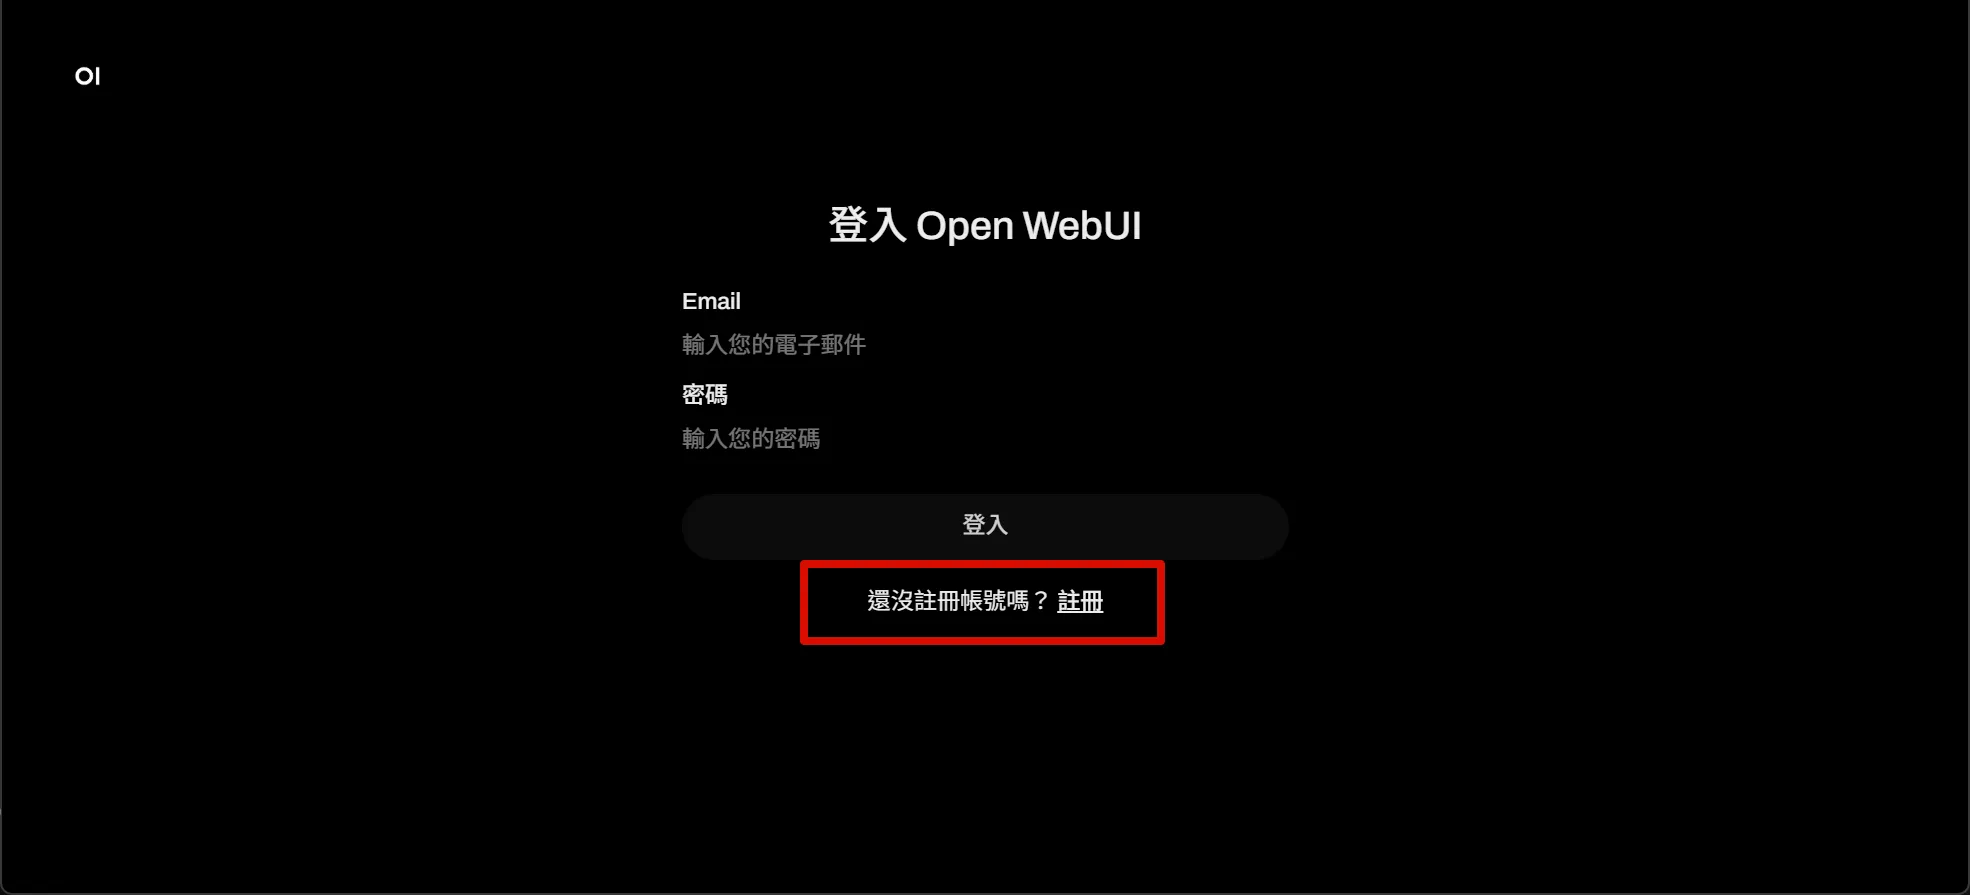 OI
登入 Open WebUI
Email
輸入您的電子郵件
密碼
輸入您的密碼
登入
還沒註冊帳號嗎？ 註冊